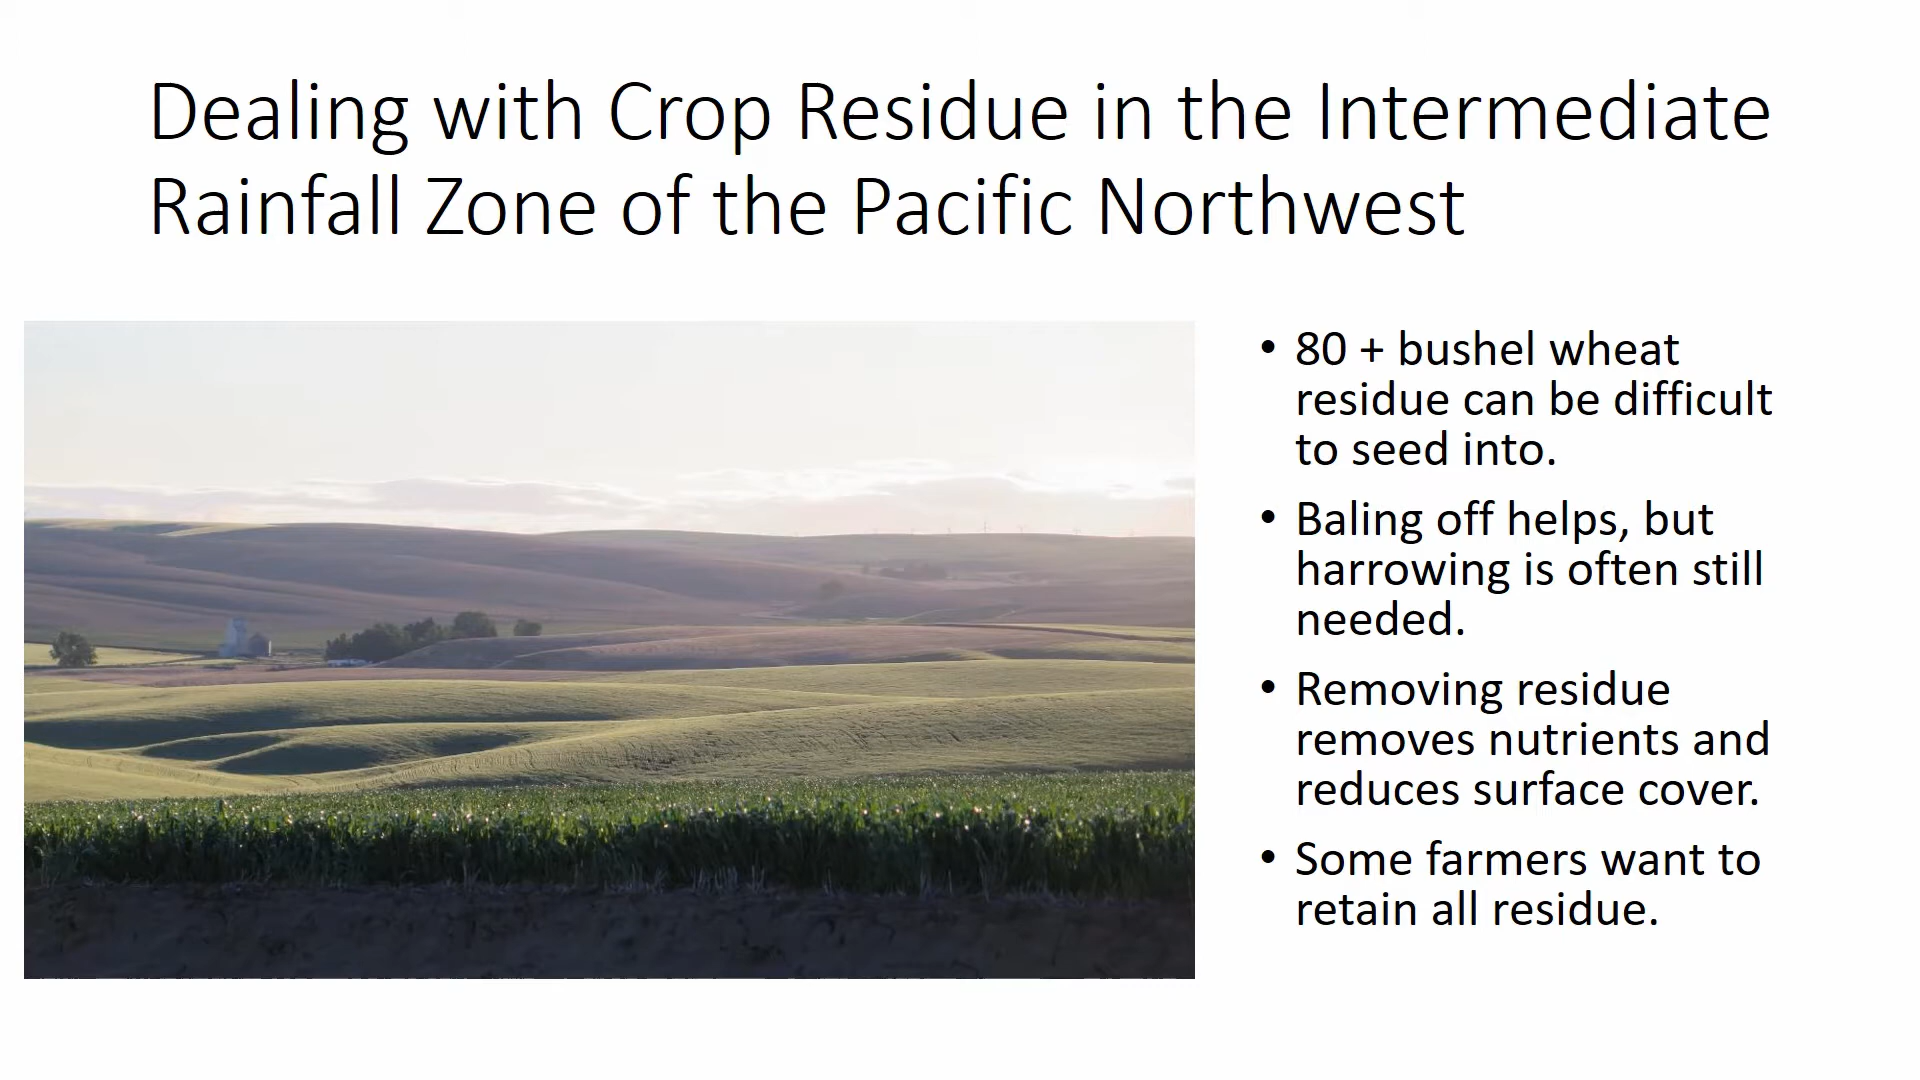 Dealing with Crop Residue in the Intermediate
Rainfall Zone of the Pacific Northwest
• 80 + bushel wheat
residue can be difficult
to seed into.
• Baling off helps, but
harrowing is often still
needed.
• Removing residue
removes nutrients and
reduces surface cover.
• Some farmers want to
retain all residue.